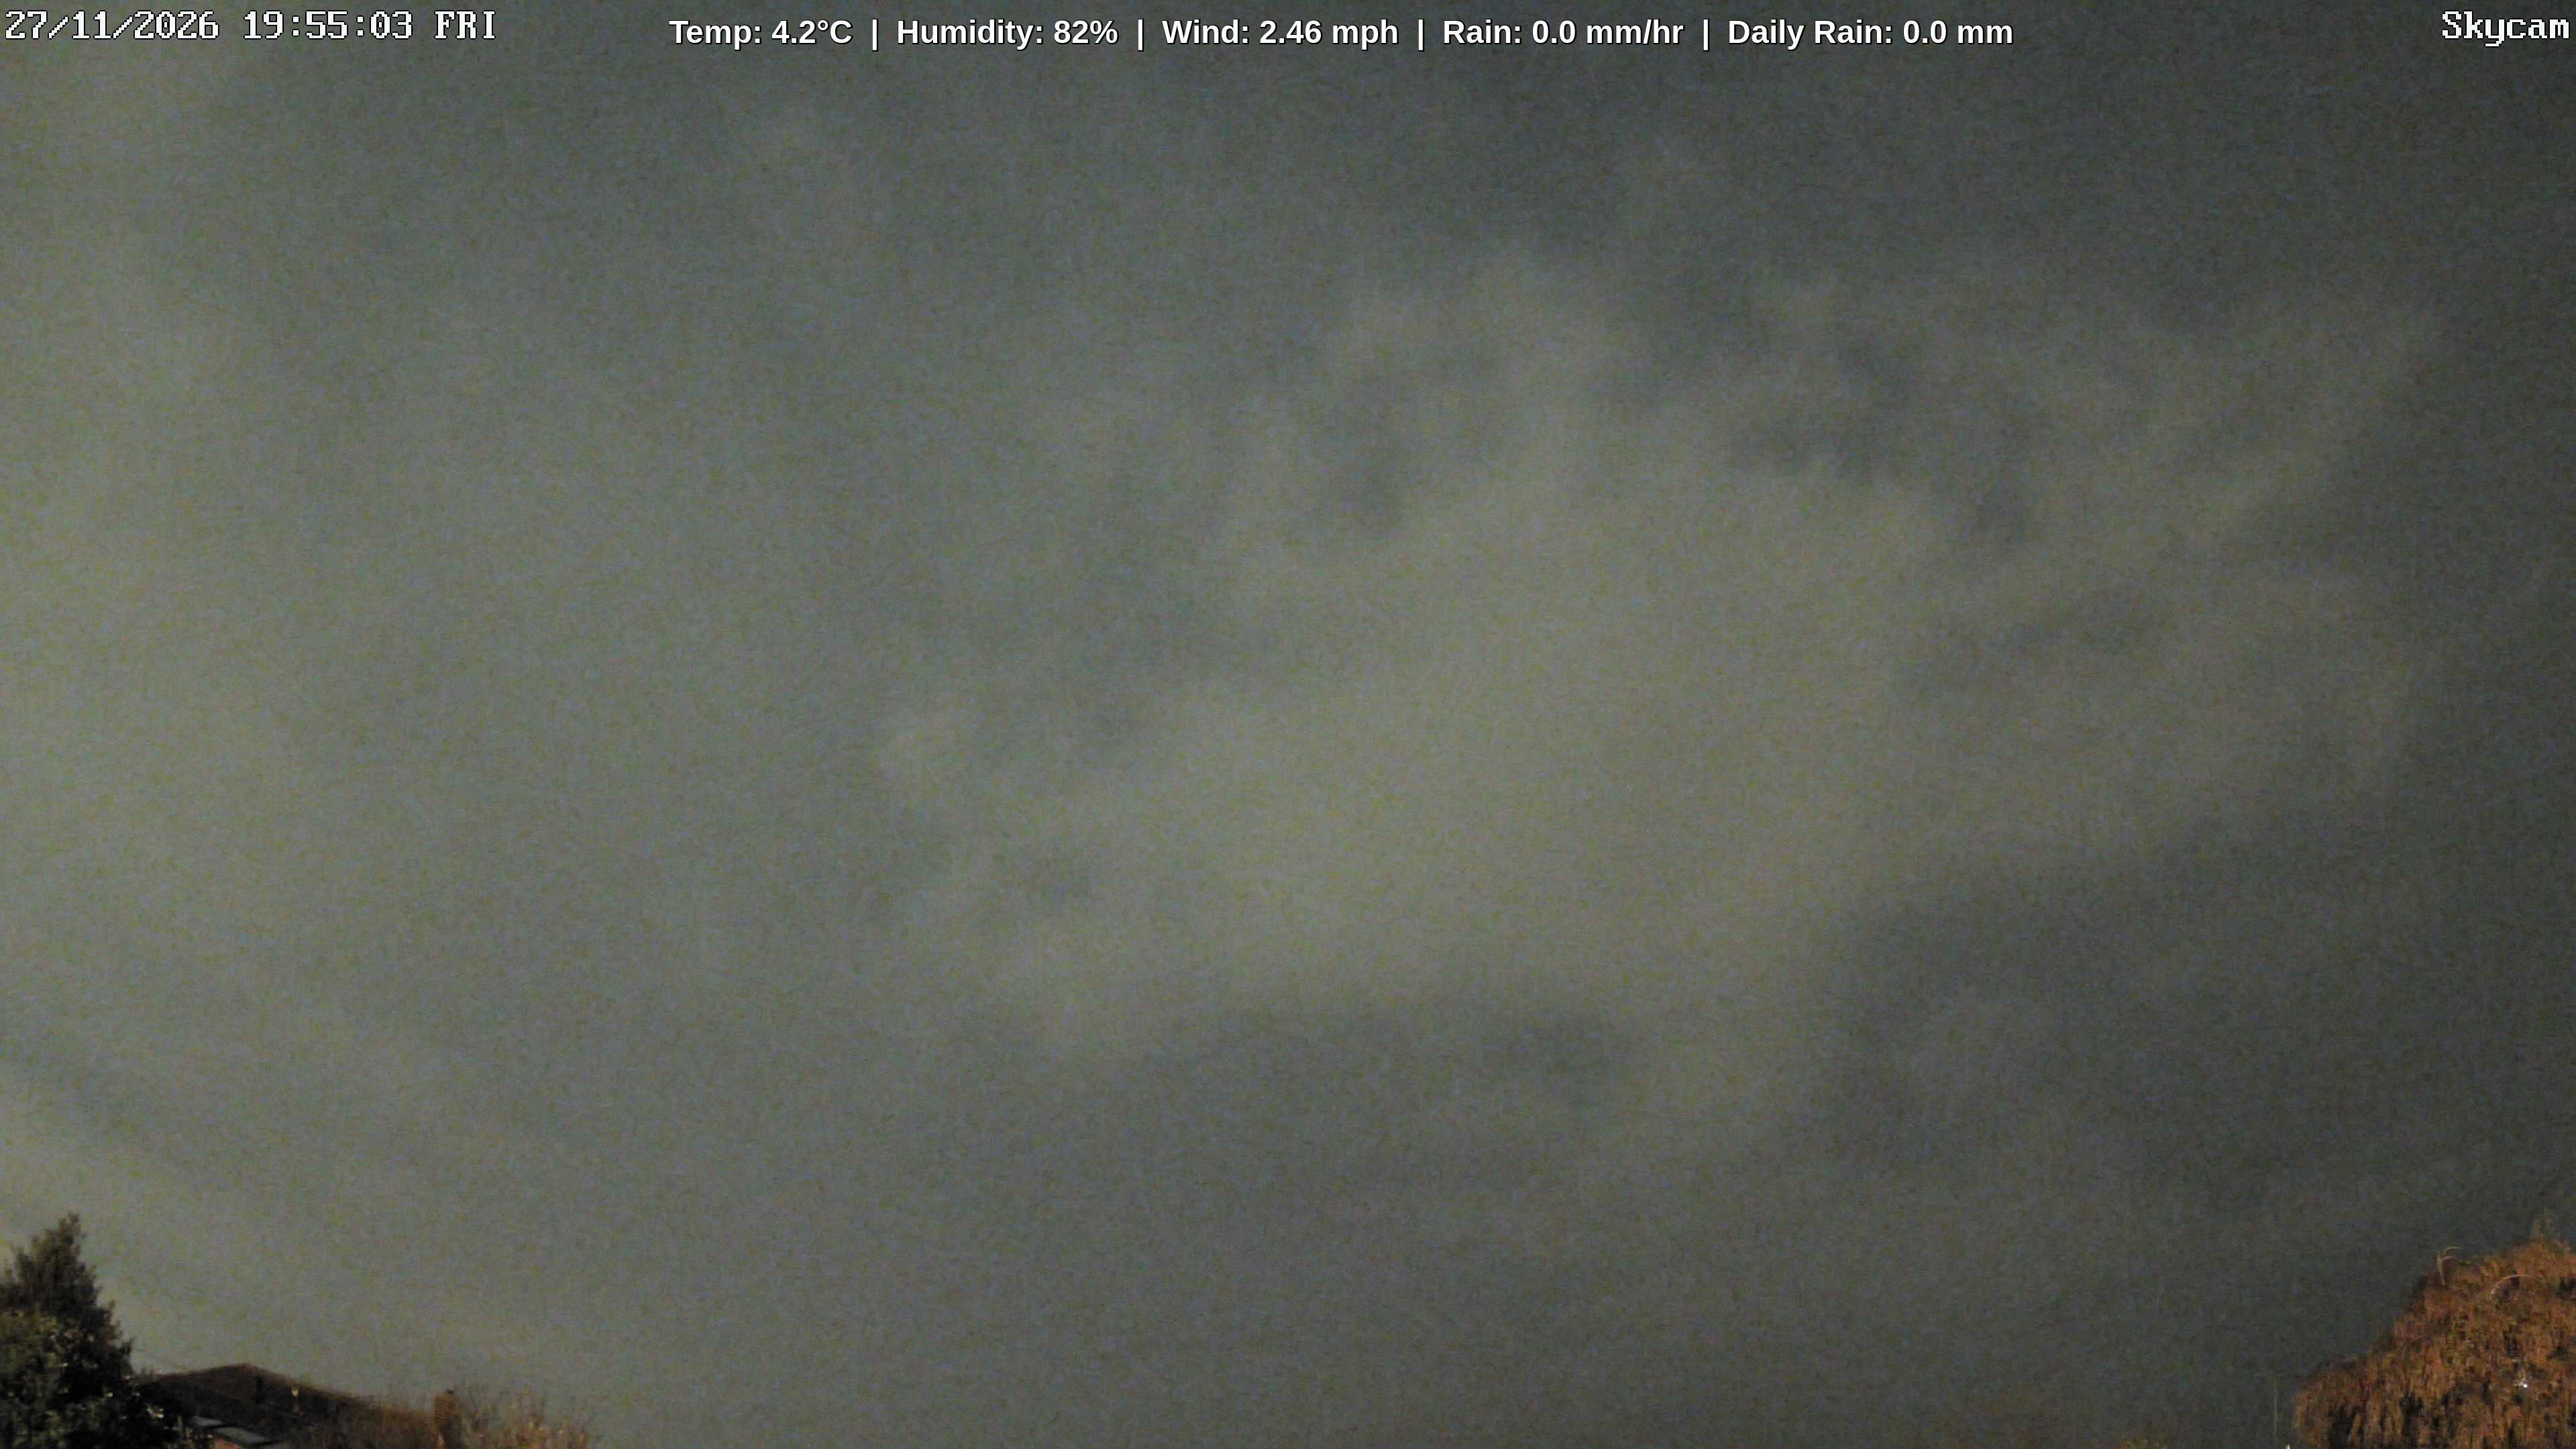 27/11/2026 19:55:03 FRI
Temp: 4.2°C | Humidity: 82% | Wind: 2.46 mph | Rain: 0.0 mm/hr | Daily Rain: 0.0 mm
Skycam